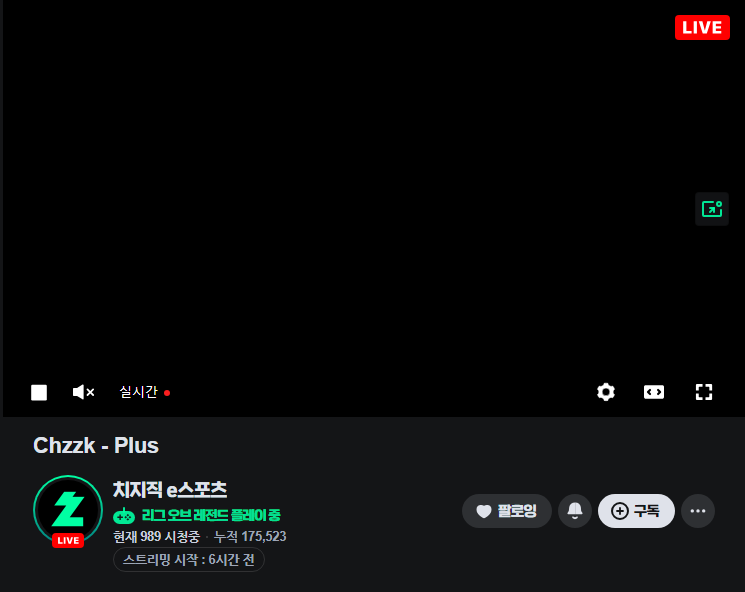 LIVE
실시간
Chzzk - Plus
치지직 e스포츠
리그 오브 레전드 플레이 중
팔로잉
구독
현재 989 시청중 · 누적 175,523
LIVE
스트리밍 시작 : 6시간 전